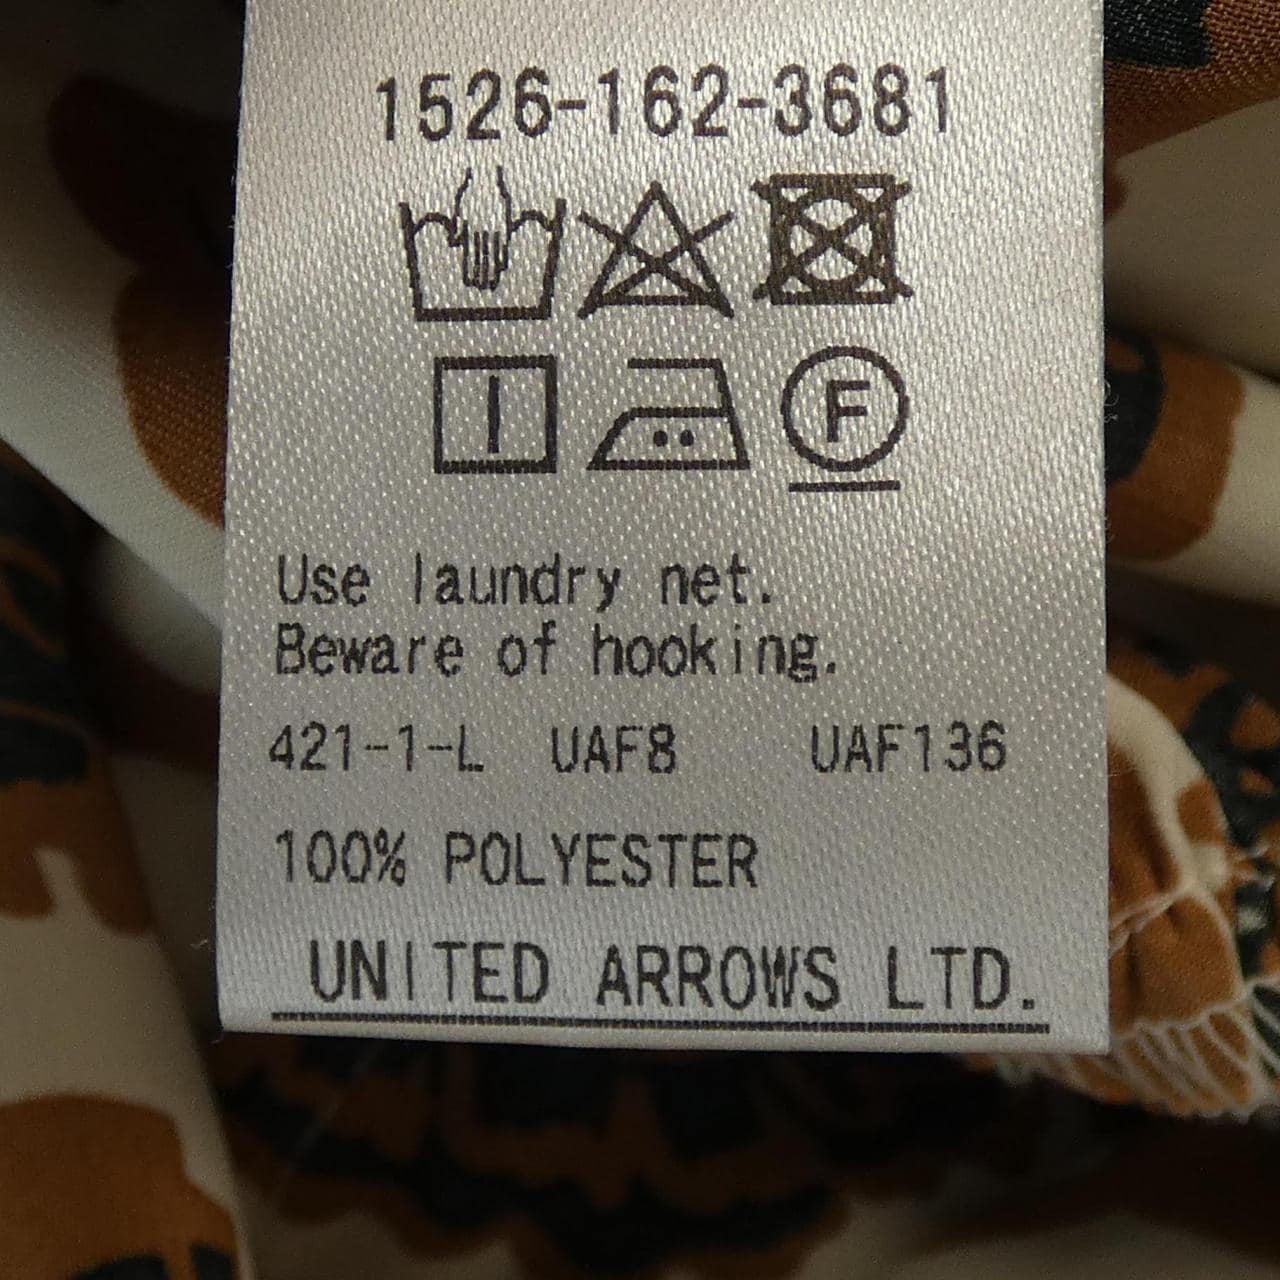 1526-162-3681
F
Use laundry net.
Beware of hooking.
421-1-L UAF8 UAF136
100% POLYESTER
UNITED ARROWS LTD.